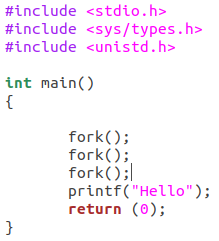 #include <stdio.h>
#include <sys/types.h>
#include <unistd.h>
int main()
{
fork();
fork();
fork();
printf("Hello");
return (0);
}